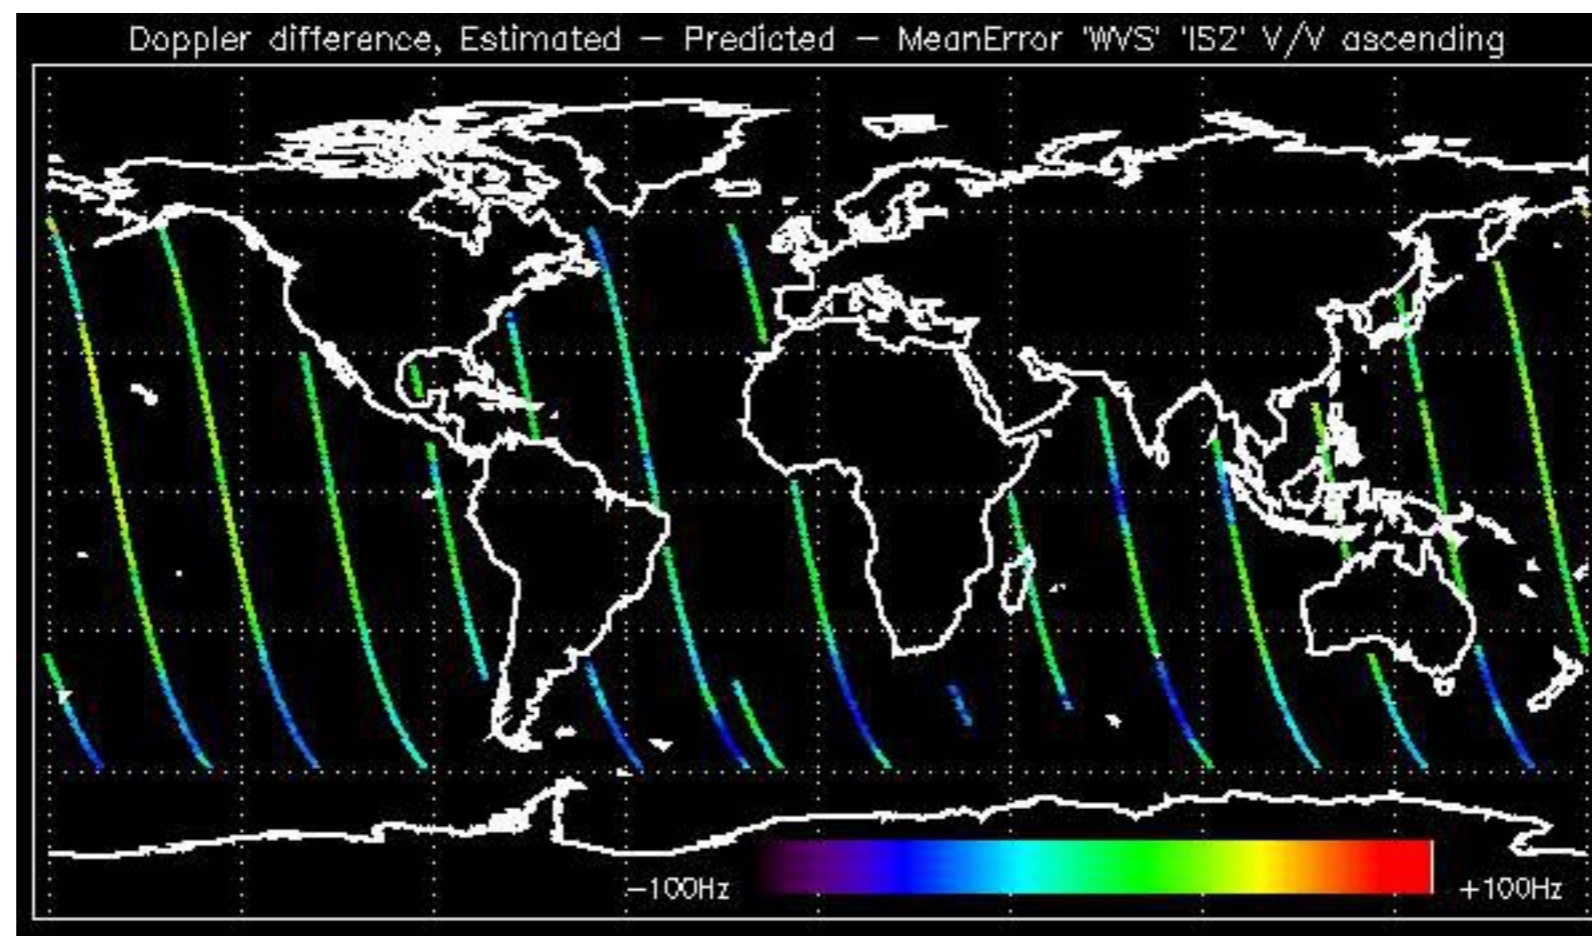 Doppler difference, Estimated − Predicted − MeanError 'WVS' 'IS2' V/V ascending
−100Hz
+100Hz